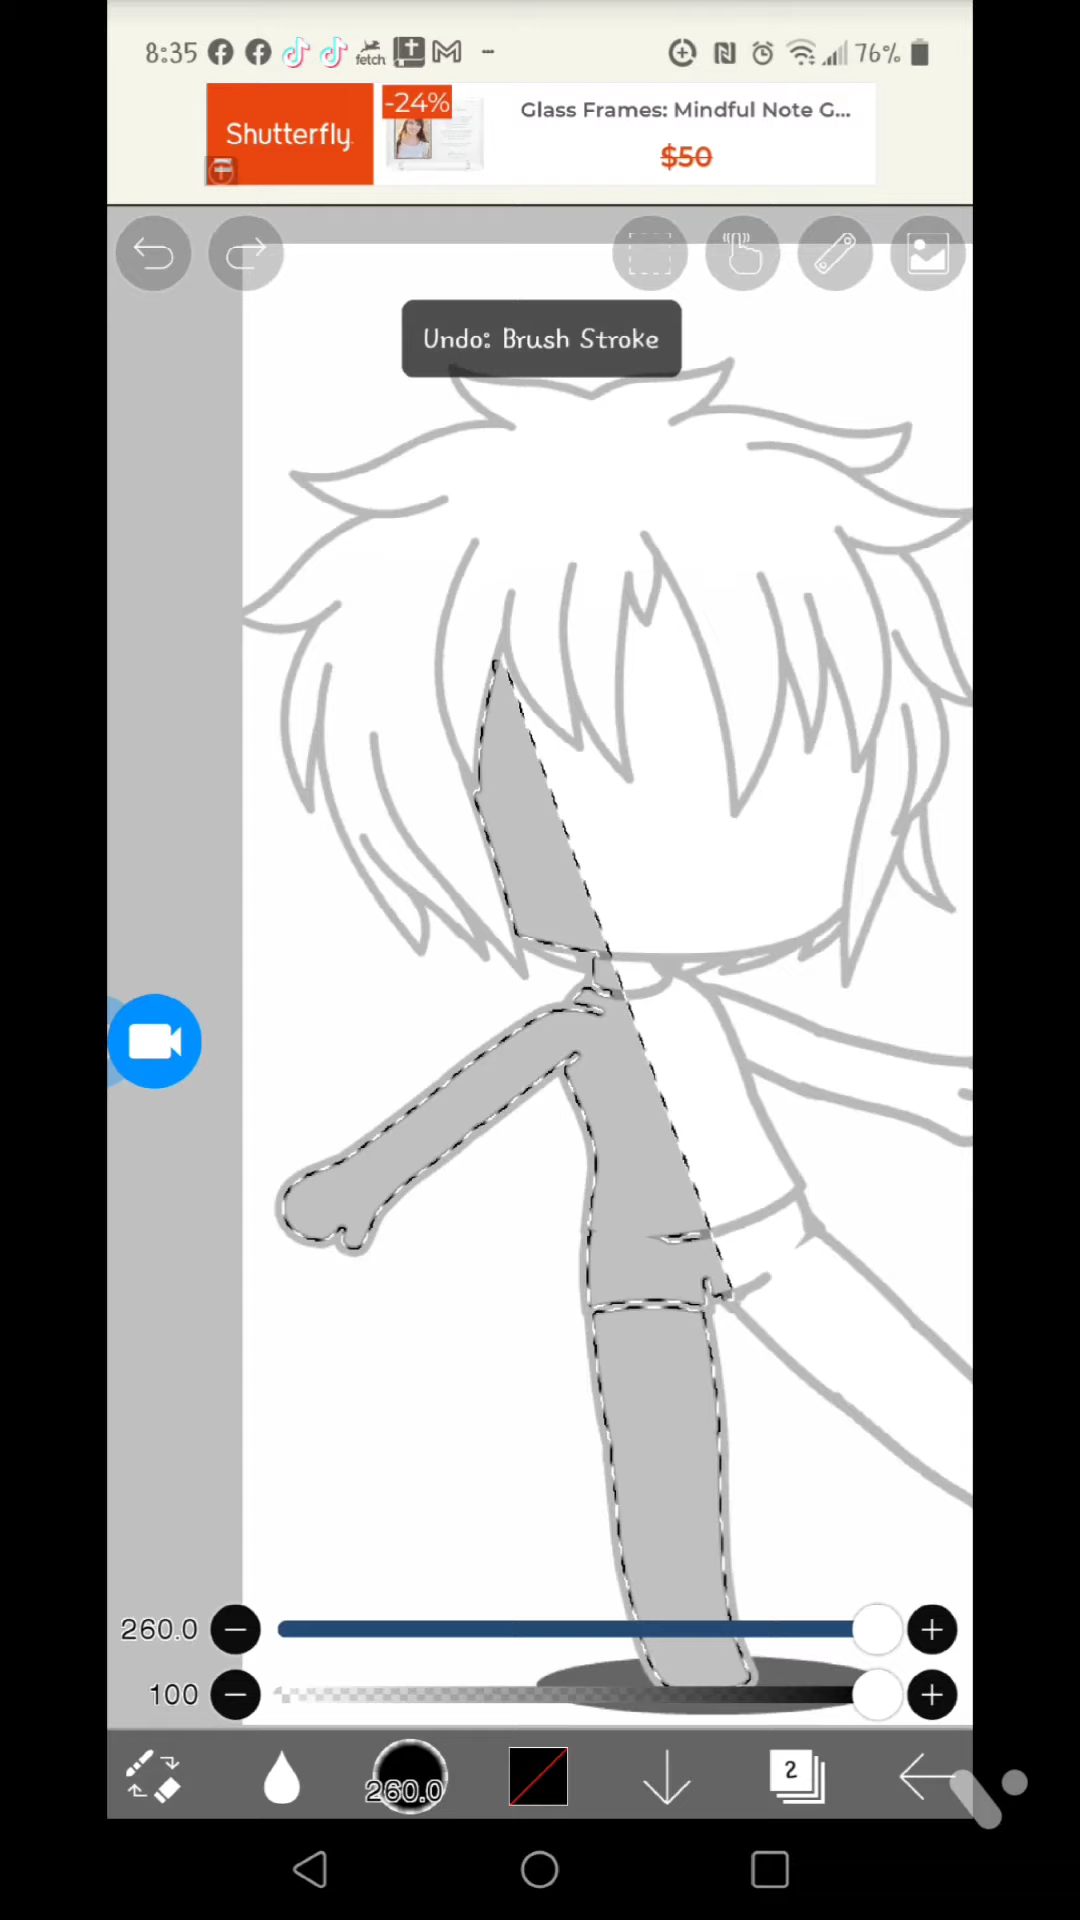 8:35
fetch
76%
Shutterfly.
-24%
Glass Frames: Mindful Note G...
$50
Undo: Brush Stroke
260.0
100
260.0
2